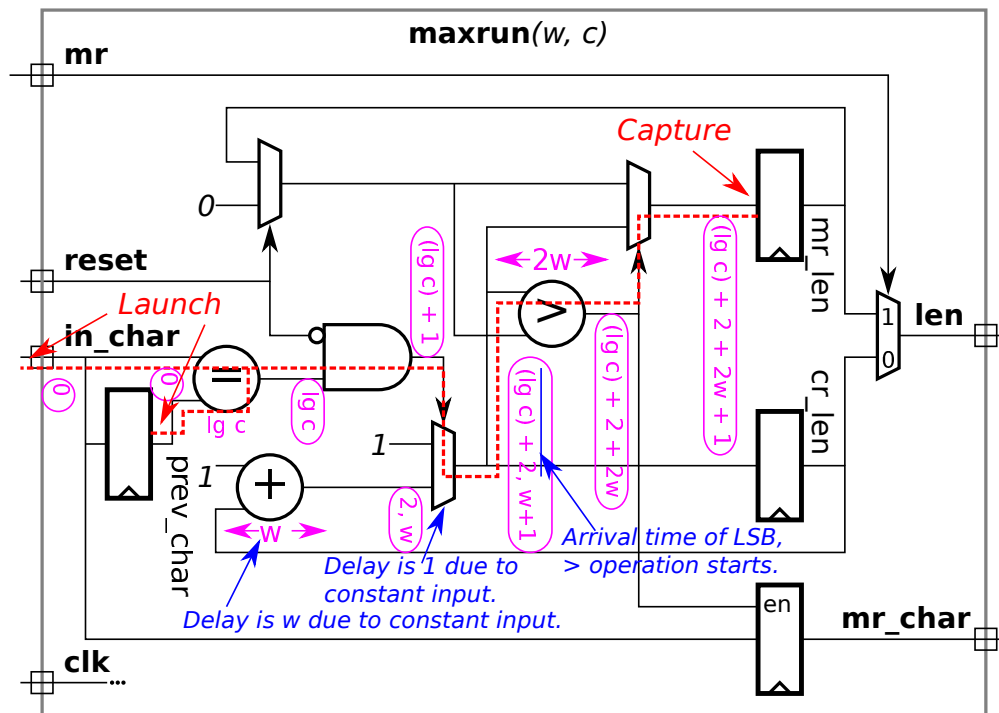 maxrun(w, c)
mr
Capture
0
reset
(lg c) + 1
2w
Launch
in_char
>
(lg c) + 2 + 2w + 1
mr_len
1
len
0
0
0
=
lg c
lg c
(lg c) + 2, w+1
(lg c) + 2 + 2w
cr_len
1
1
+
2, w
prev_char
w
Arrival time of LSB,
> operation starts.
Delay is 1 due to
constant input.
Delay is w due to constant input.
en
mr_char
clk
...